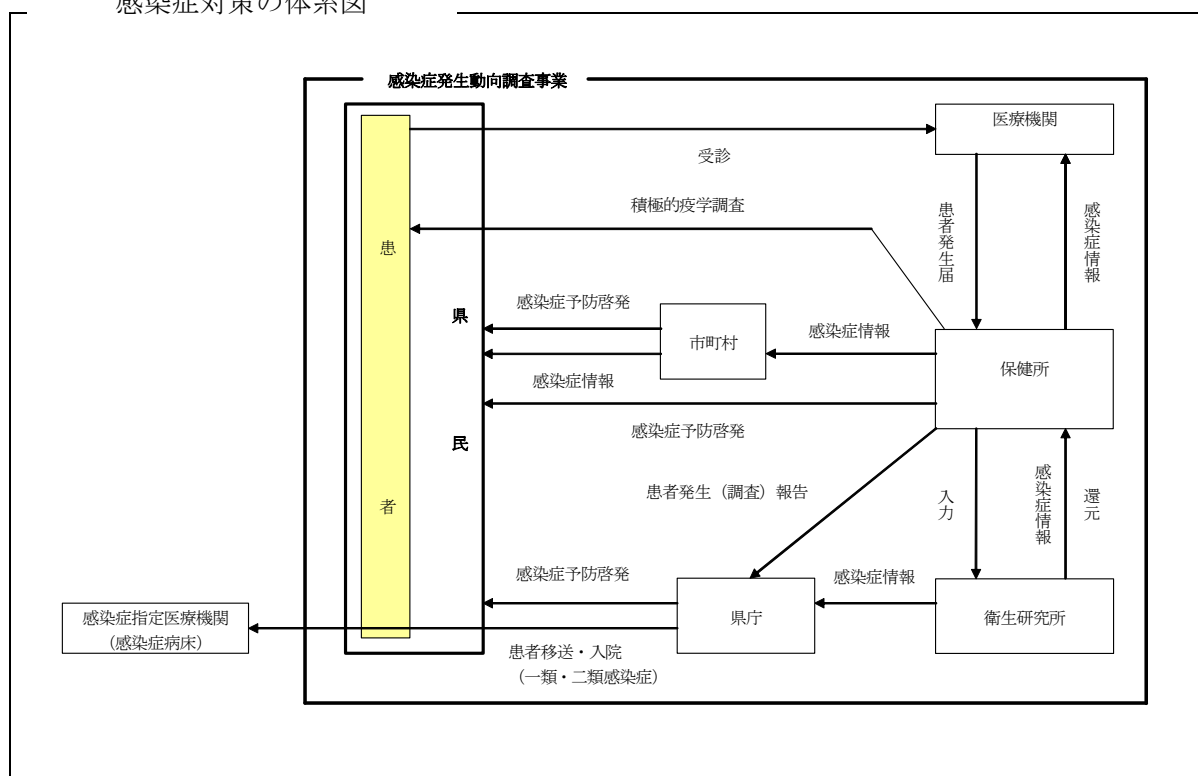 感染症対策の体系図
感染症発生動向調査事業
医療機関
受診
積極的疫学調査
患者発生届
感染症情報
患
者
県
民
感染症予防啓発
市町村
感染症情報
保健所
感染症情報
感染症予防啓発
患者発生（調査）報告
入力
感染症情報
還元
感染症予防啓発
県庁
感染症情報
衛生研究所
感染症指定医療機関
（感染症病床）
患者移送・入院
（一類・二類感染症）